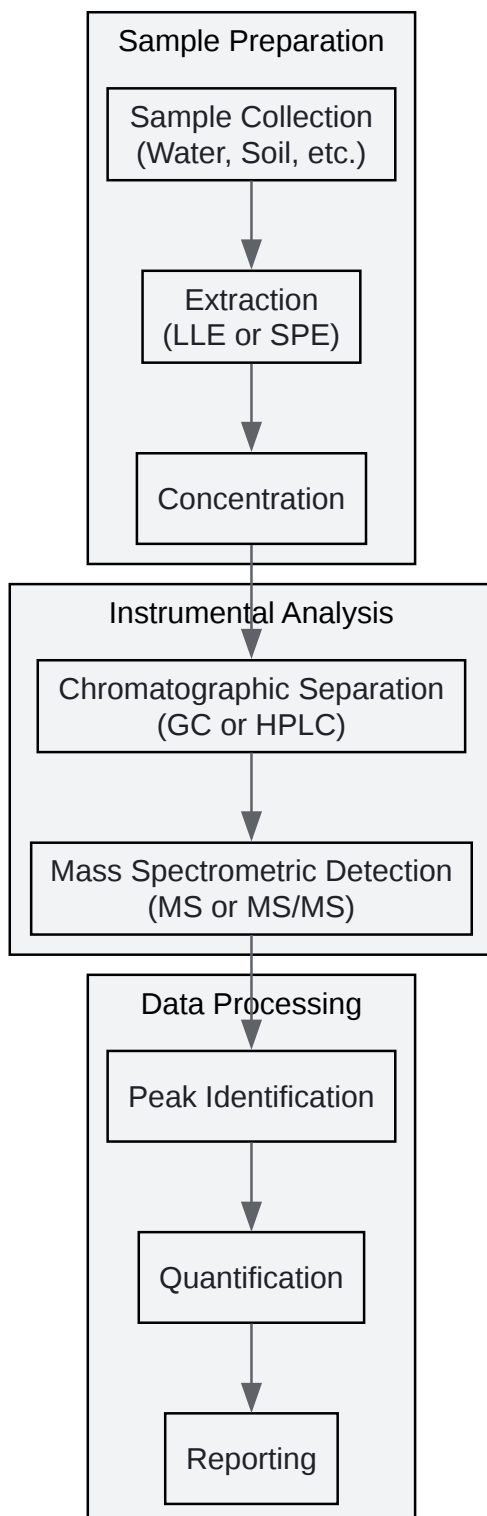 Sample Preparation
Sample Collection
(Water, Soil, etc.)
Extraction
(LLE or SPE)
Concentration
Instrumental Analysis
Chromatographic Separation
(GC or HPLC)
Mass Spectrometric Detection
(MS or MS/MS)
Data Processing
Peak Identification
Quantification
Reporting